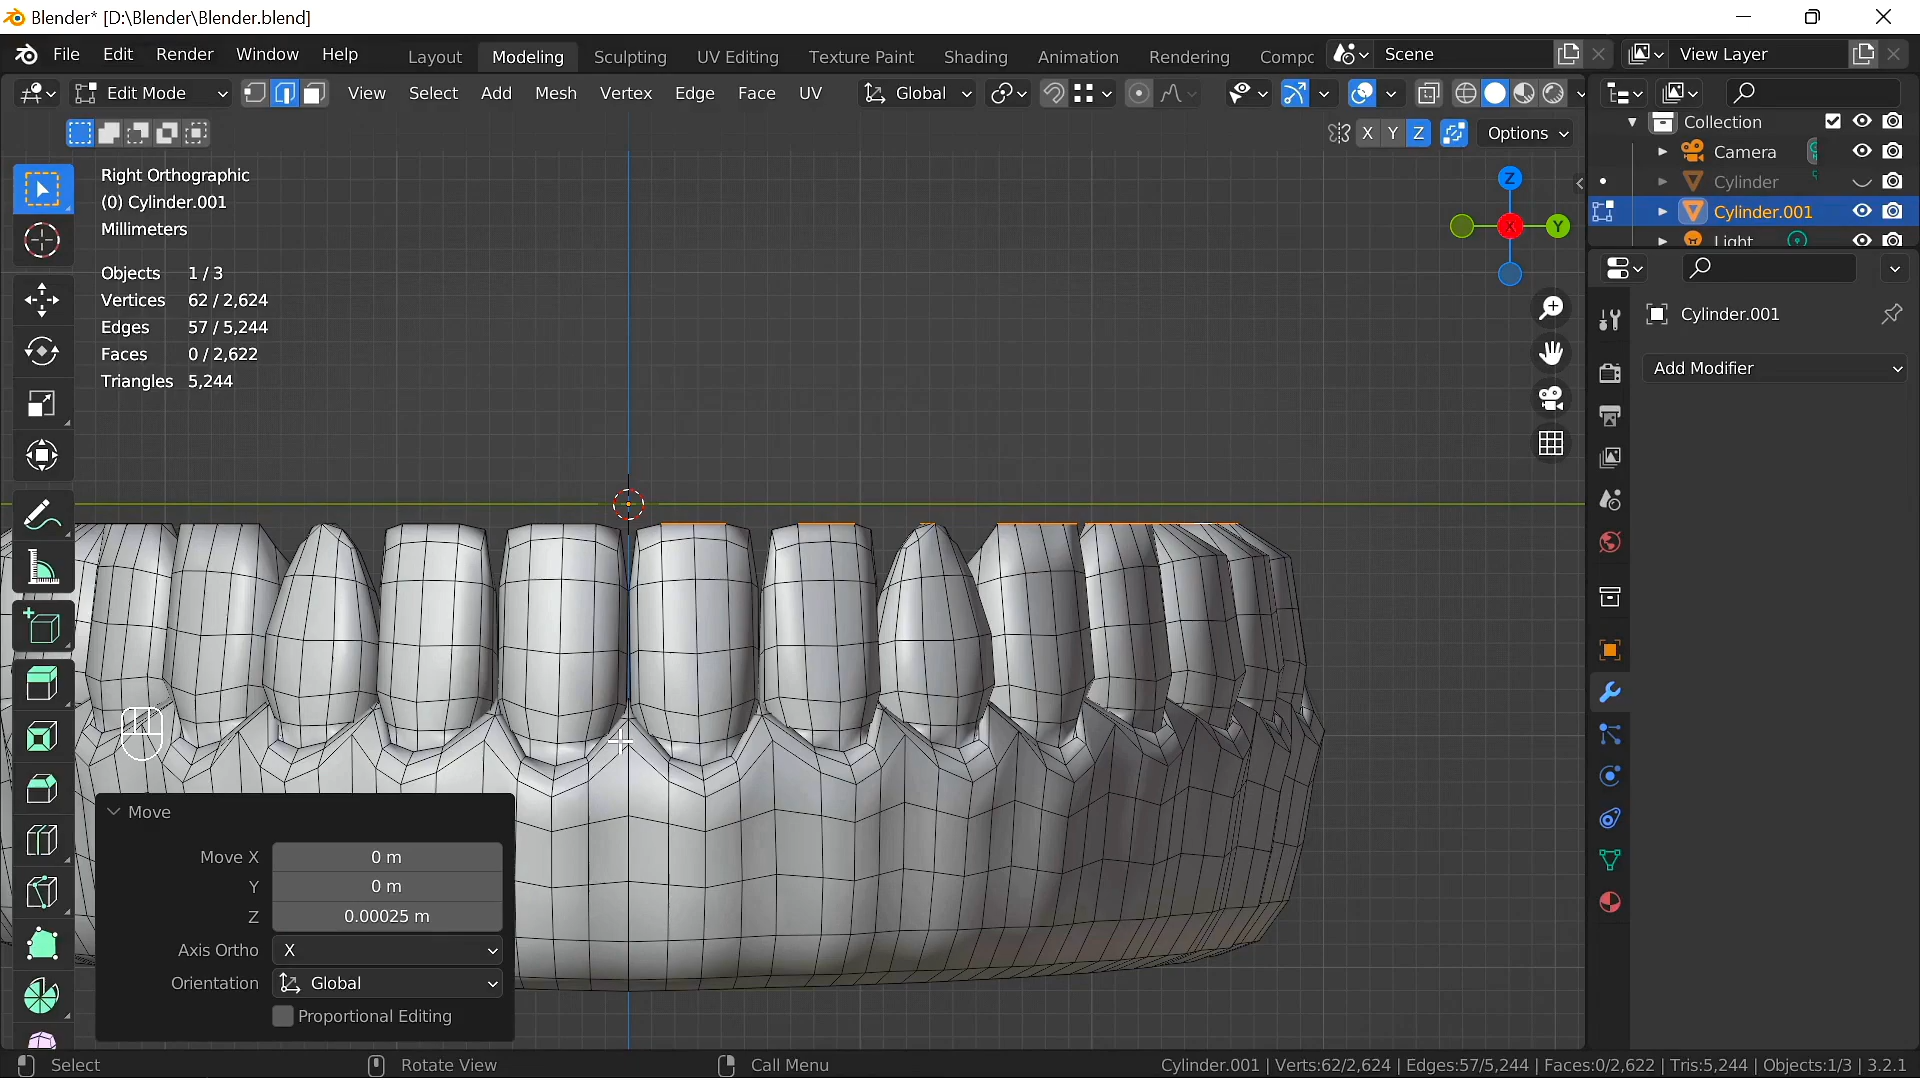 Blender* [D:\Blender\Blender.blend]
File Edit Render Window Help Layout Modeling Sculpting UV Editing Texture Paint Shading Animation Rendering Compc Scene View Layer
Edit Mode View Select Add Mesh Vertex Edge Face UV Global
X Y Z Options
Collection
Camera
Cylinder
Cylinder.001
Light
Right Orthographic
(0) Cylinder.001
Millimeters
Objects 1 / 3
Vertices 62 / 2,624
Edges 57 / 5,244
Faces 0 / 2,622
Triangles 5,244
Z
X
Y
Cylinder.001
Add Modifier
Move
Move X 0 m
Y 0 m
Z 0.00025 m
Axis Ortho X
Orientation Global
Proportional Editing
Select Rotate View Call Menu Cylinder.001 | Verts:62/2,624 | Edges:57/5,244 | Faces:0/2,622 | Tris:5,244 | Objects:1/3 | 3.2.1